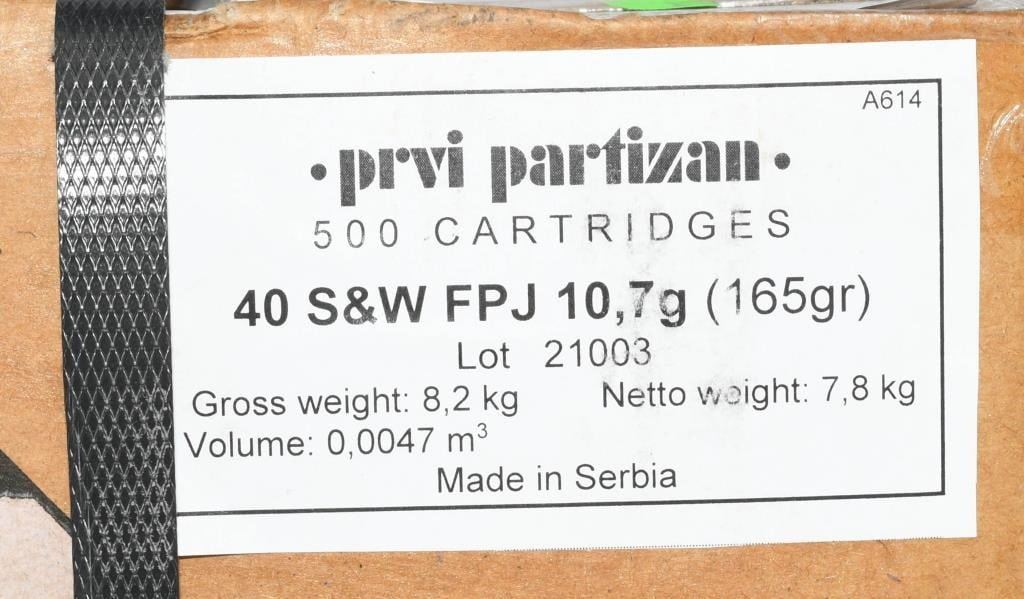 A614
• prvi partizan •
500 CARTRIDGES
40 S&W FPJ 10,7g (165gr)
Lot 21003
Gross weight: 8,2 kg Netto weight: 7,8 kg
Volume: 0,0047 m³
Made in Serbia